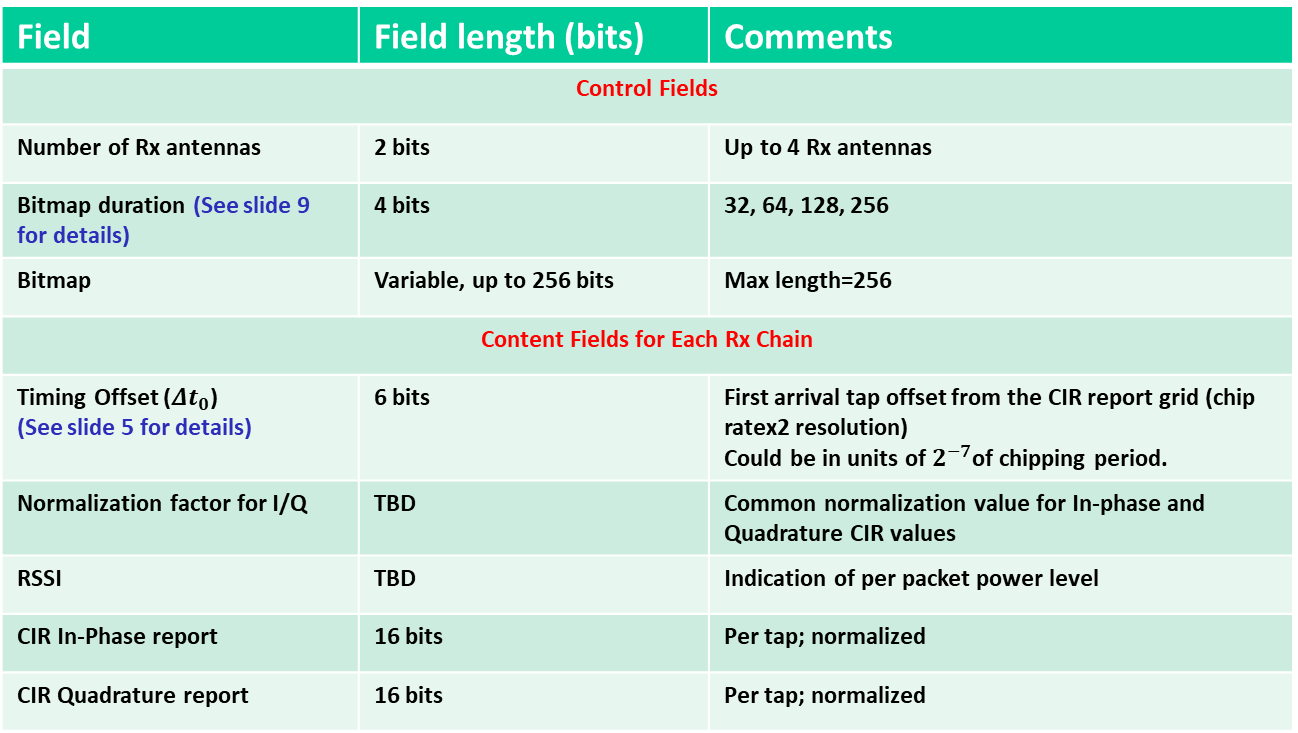 Field Field length (bits) Comments
Control Fields
Number of Rx antennas 2 bits Up to 4 Rx antennas
Bitmap duration (See slide 9 4 bits 32, 64, 128, 256
for details)
Bitmap Variable, up to 256 bits Max length=256
Content Fields for Each Rx Chain
Timing Offset (Δt₀) 6 bits First arrival tap offset from the CIR report grid (chip
(See slide 5 for details) ratex2 resolution)
Could be in units of 2⁻⁷ of chipping period.
Normalization factor for I/Q TBD Common normalization value for In-phase and
Quadrature CIR values
RSSI TBD Indication of per packet power level
CIR In-Phase report 16 bits Per tap; normalized
CIR Quadrature report 16 bits Per tap; normalized